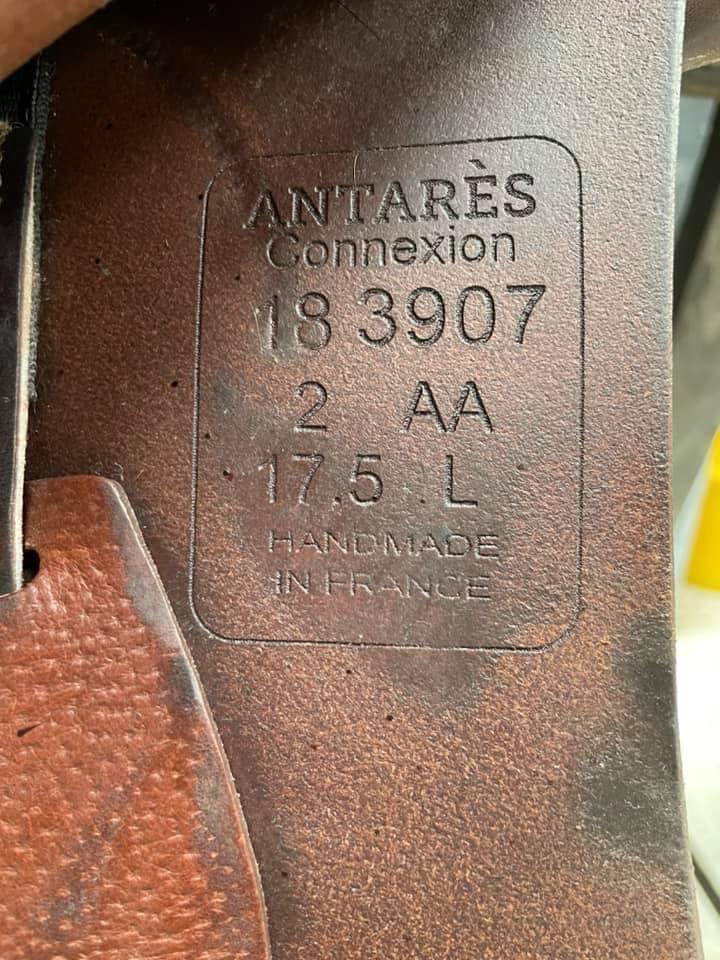 ANTARÈS
Connexion
18 3907
2 AA
17.5 L
HANDMADE
IN FRANCE